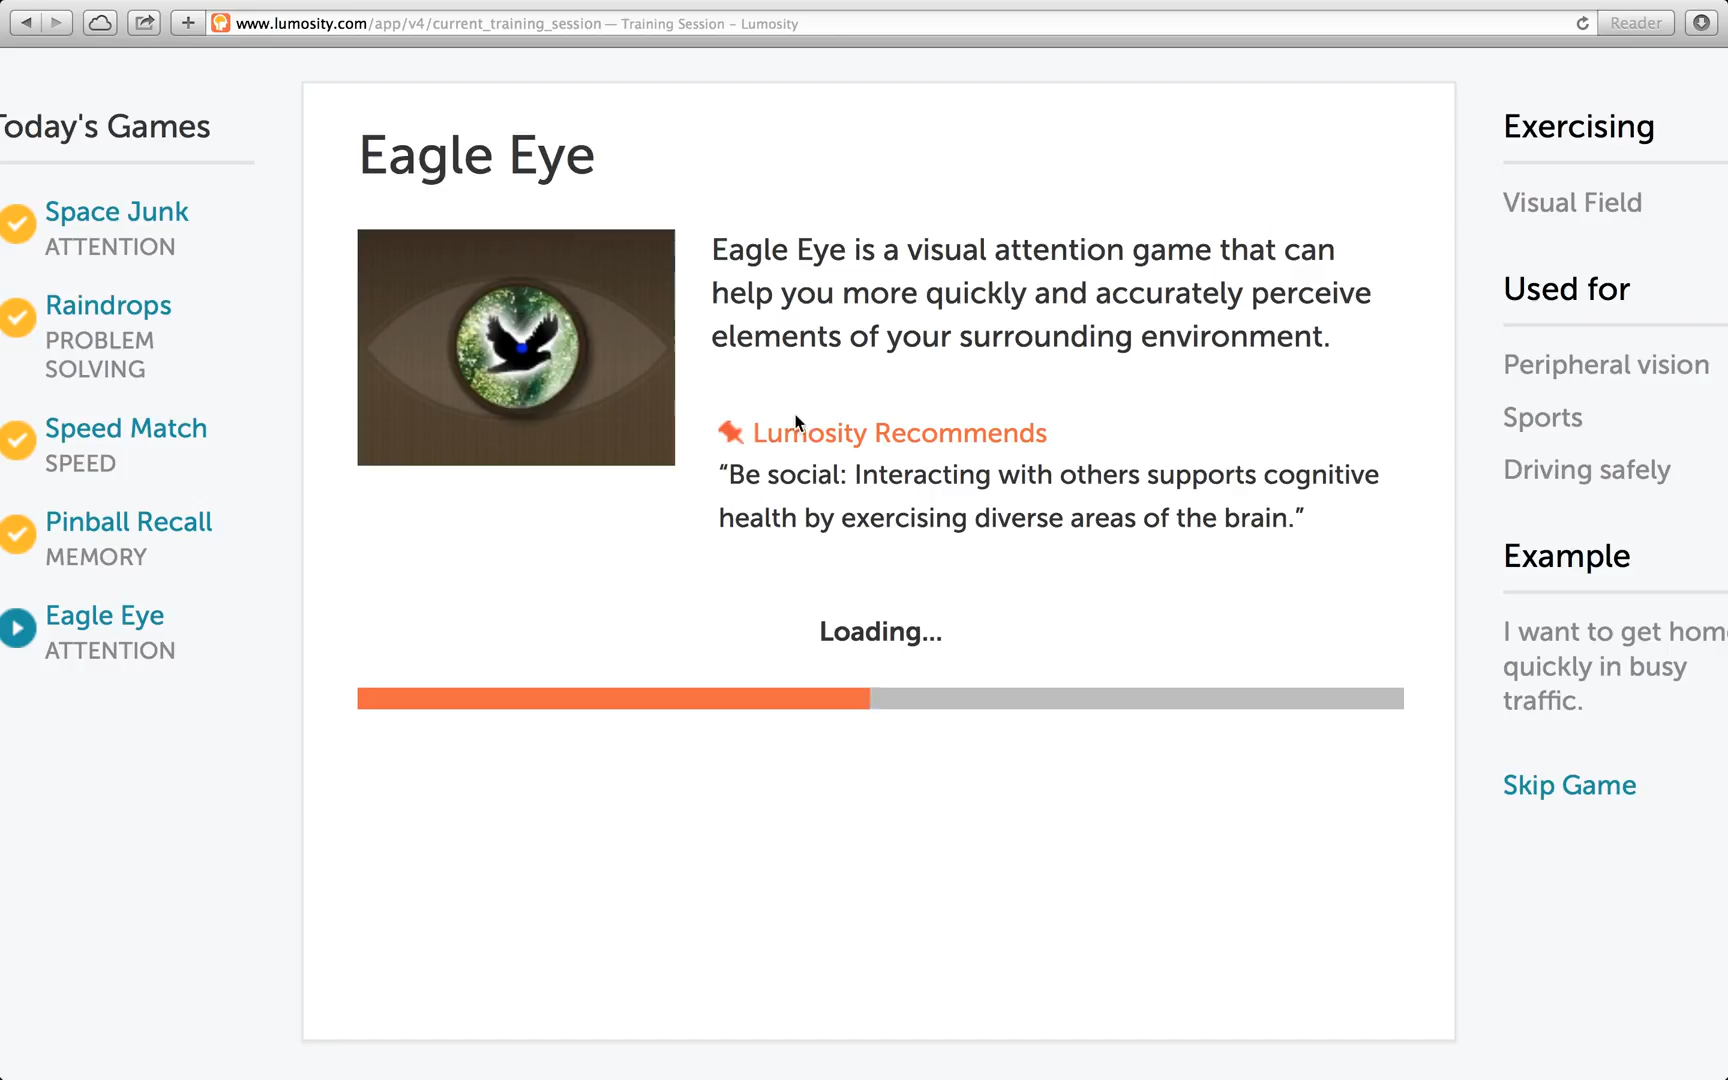 www.lumosity.com/app/v4/current_training_session — Training Session – Lumosity
Reader
Today's Games
Space Junk
ATTENTION
Raindrops
PROBLEM
SOLVING
Speed Match
SPEED
Pinball Recall
MEMORY
Eagle Eye
ATTENTION
Eagle Eye
Eagle Eye is a visual attention game that can
help you more quickly and accurately perceive
elements of your surrounding environment.
Lumosity Recommends
“Be social: Interacting with others supports cognitive
health by exercising diverse areas of the brain.”
Loading...
Exercising
Visual Field
Used for
Peripheral vision
Sports
Driving safely
Example
I want to get hom
quickly in busy
traffic.
Skip Game